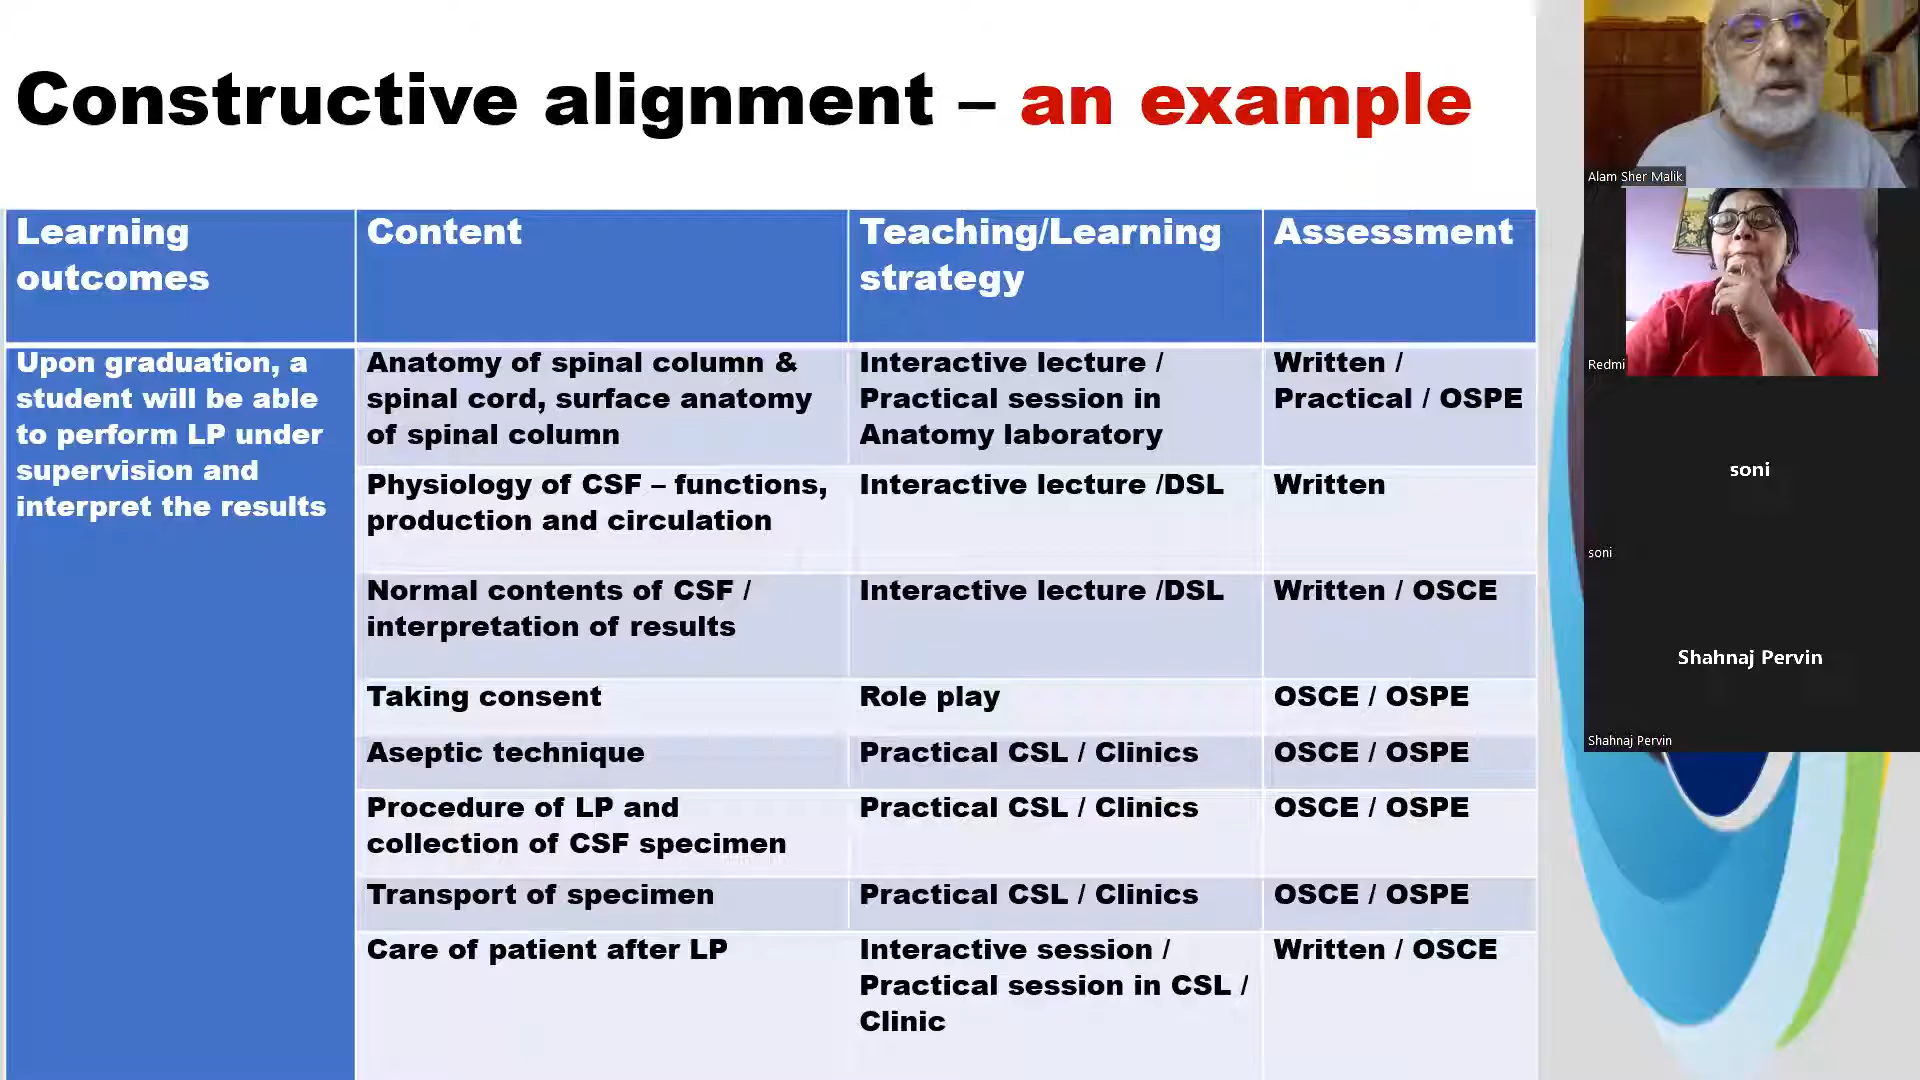 Constructive alignment – an example
Learning outcomes
Content
Teaching/Learning strategy
Assessment
Upon graduation, a
student will be able
to perform LP under
supervision and
interpret the results
Anatomy of spinal column &
spinal cord, surface anatomy
of spinal column
Interactive lecture /
Practical session in
Anatomy laboratory
Written /
Practical / OSPE
Physiology of CSF – functions,
production and circulation
Interactive lecture /DSL
Written
Normal contents of CSF /
interpretation of results
Interactive lecture /DSL
Written / OSCE
Taking consent
Role play
OSCE / OSPE
Aseptic technique
Practical CSL / Clinics
OSCE / OSPE
Procedure of LP and
collection of CSF specimen
Practical CSL / Clinics
OSCE / OSPE
Transport of specimen
Practical CSL / Clinics
OSCE / OSPE
Care of patient after LP
Interactive session /
Practical session in CSL /
Clinic
Written / OSCE
Alam Sher Malik
Redmi
soni
soni
Shahnaj Pervin
Shahnaj Pervin